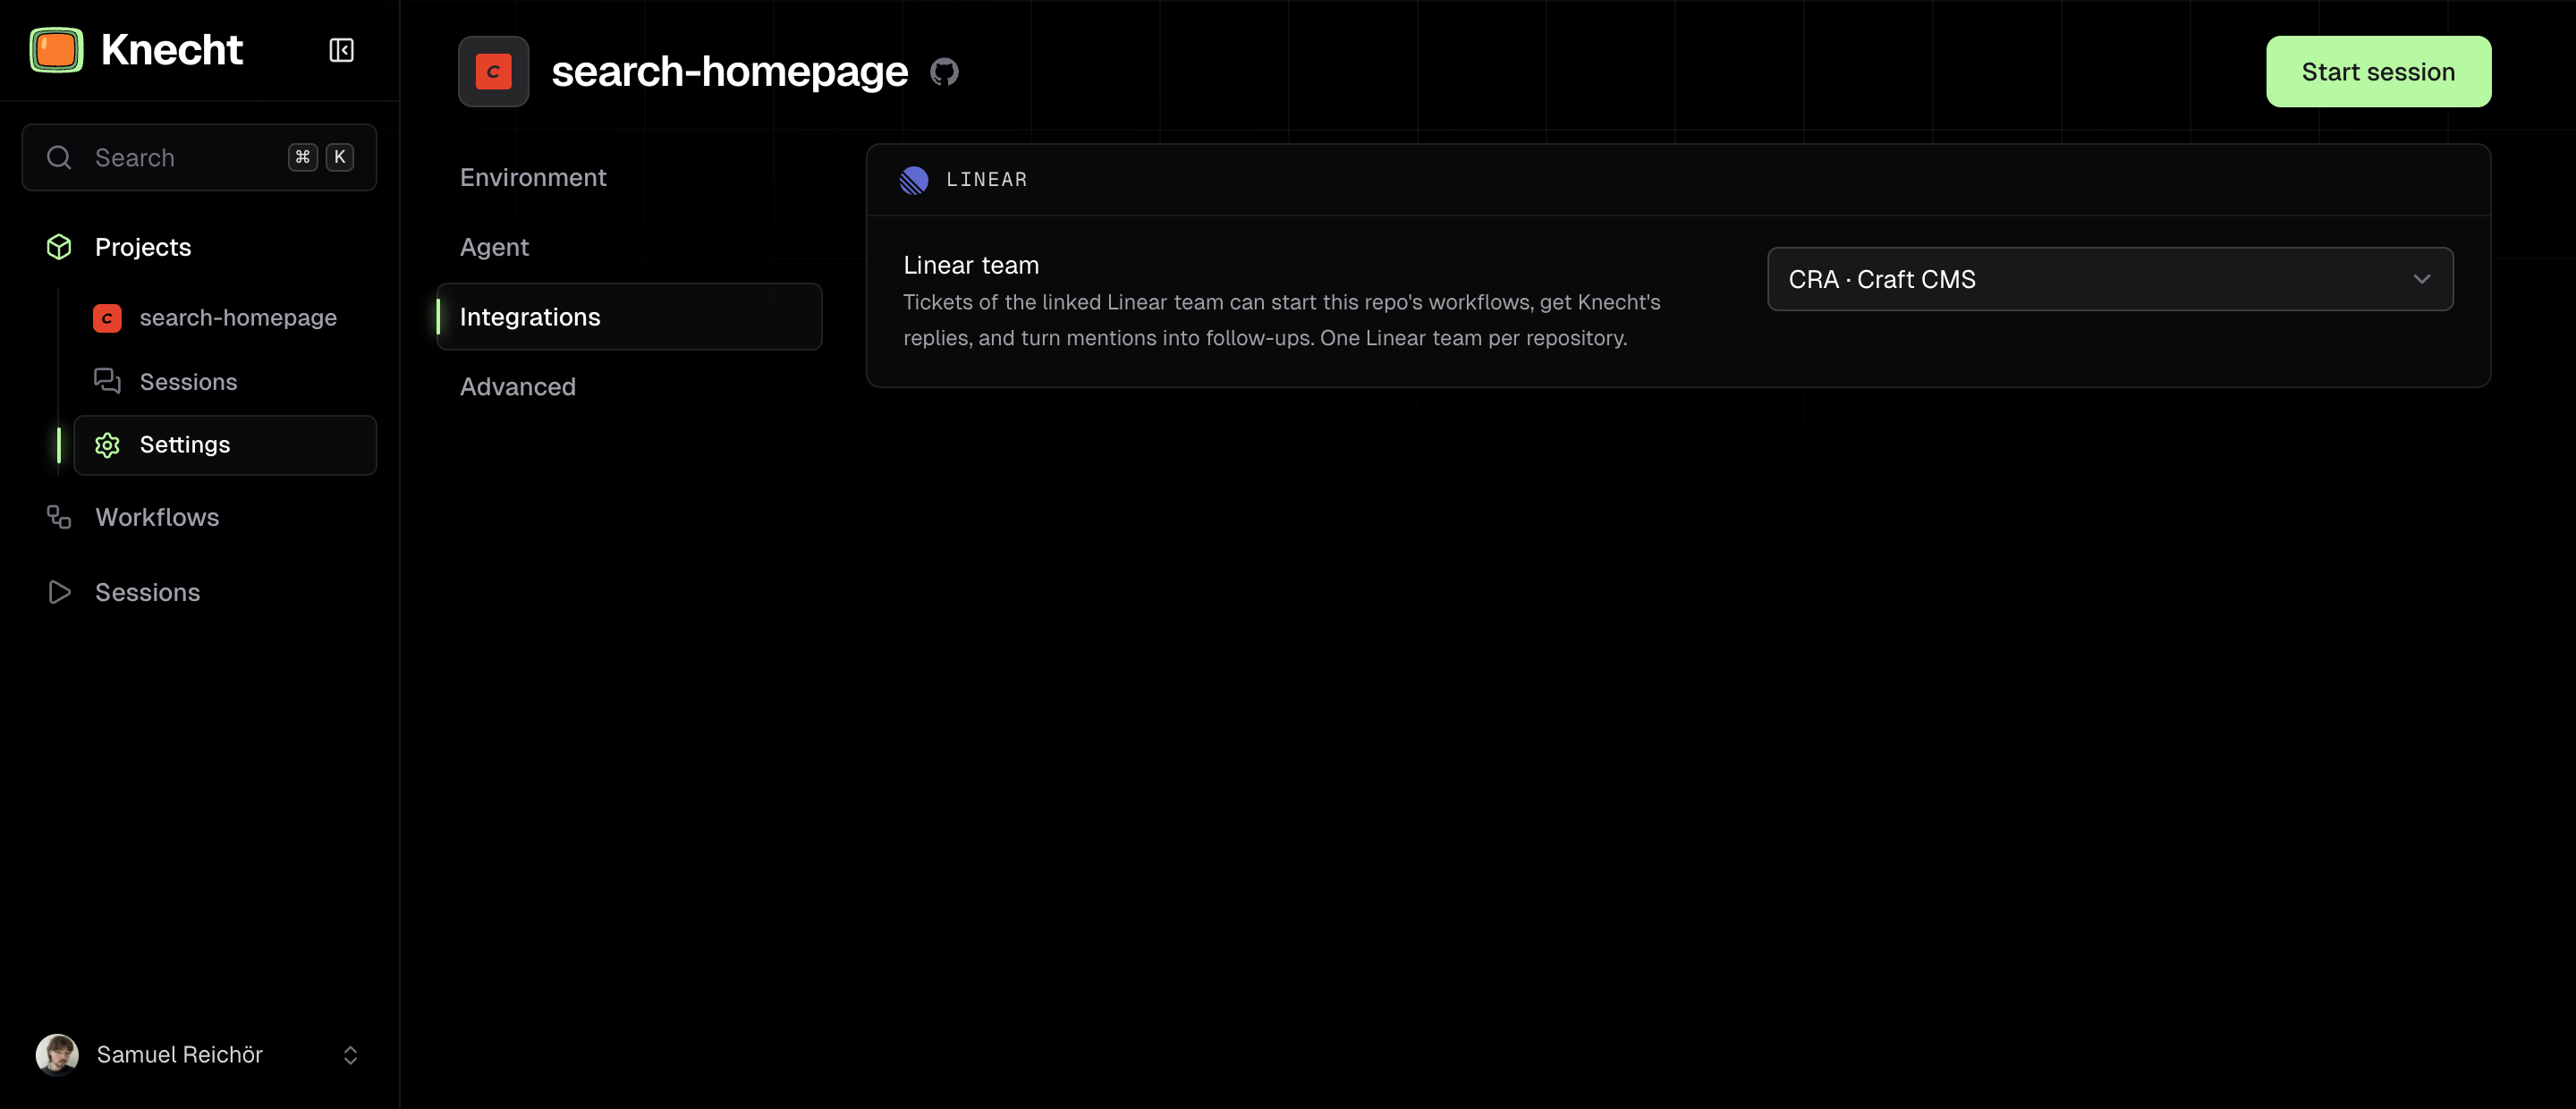 Knecht
Search
⌘ K
Projects
C search-homepage
Sessions
Settings
Workflows
Sessions
Samuel Reichör
C search-homepage
Start session
Environment
Agent
Integrations
Advanced
LINEAR
Linear team
Tickets of the linked Linear team can start this repo's workflows, get Knecht's
replies, and turn mentions into follow-ups. One Linear team per repository.
CRA · Craft CMS